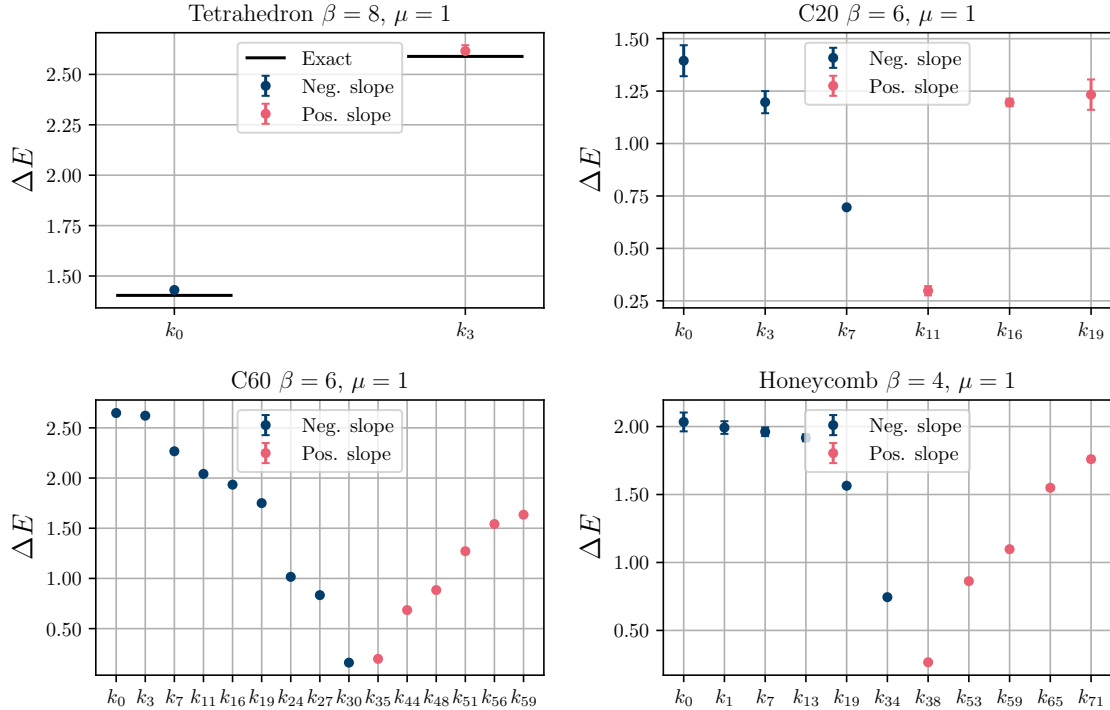 Tetrahedron β = 8, μ = 1
ΔE
2.50
2.25
2.00
1.75
1.50
Exact
Neg. slope
Pos. slope
k₀ k₃
C20 β = 6, μ = 1
ΔE
1.50
1.25
1.00
0.75
0.50
0.25
Neg. slope
Pos. slope
k₀ k₃ k₇ k₁₁ k₁₆ k₁₉
C60 β = 6, μ = 1
ΔE
2.50
2.00
1.50
1.00
0.50
Neg. slope
Pos. slope
k₀ k₃ k₇ k₁₁ k₁₆ k₁₉ k₂₄ k₂₇ k₃₀ k₃₅ k₄₄ k₄₈ k₅₁ k₅₆ k₅₉
Honeycomb β = 4, μ = 1
ΔE
2.00
1.50
1.00
0.50
Neg. slope
Pos. slope
k₀ k₁ k₇ k₁₃ k₁₉ k₃₄ k₃₈ k₅₃ k₅₉ k₆₅ k₇₁